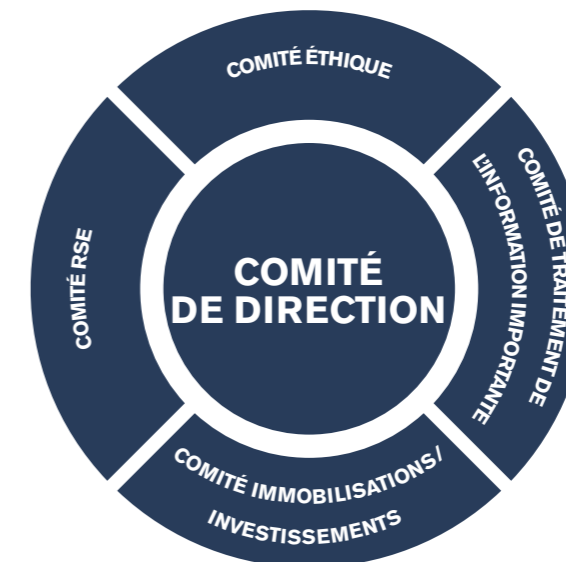 COMITÉ ÉTHIQUE
COMITÉ DE TRAITEMENT DE
L'INFORMATION IMPORTANTE
COMITÉ RSE
COMITÉ
DE DIRECTION
COMITÉ IMMOBILISATIONS/
INVESTISSEMENTS